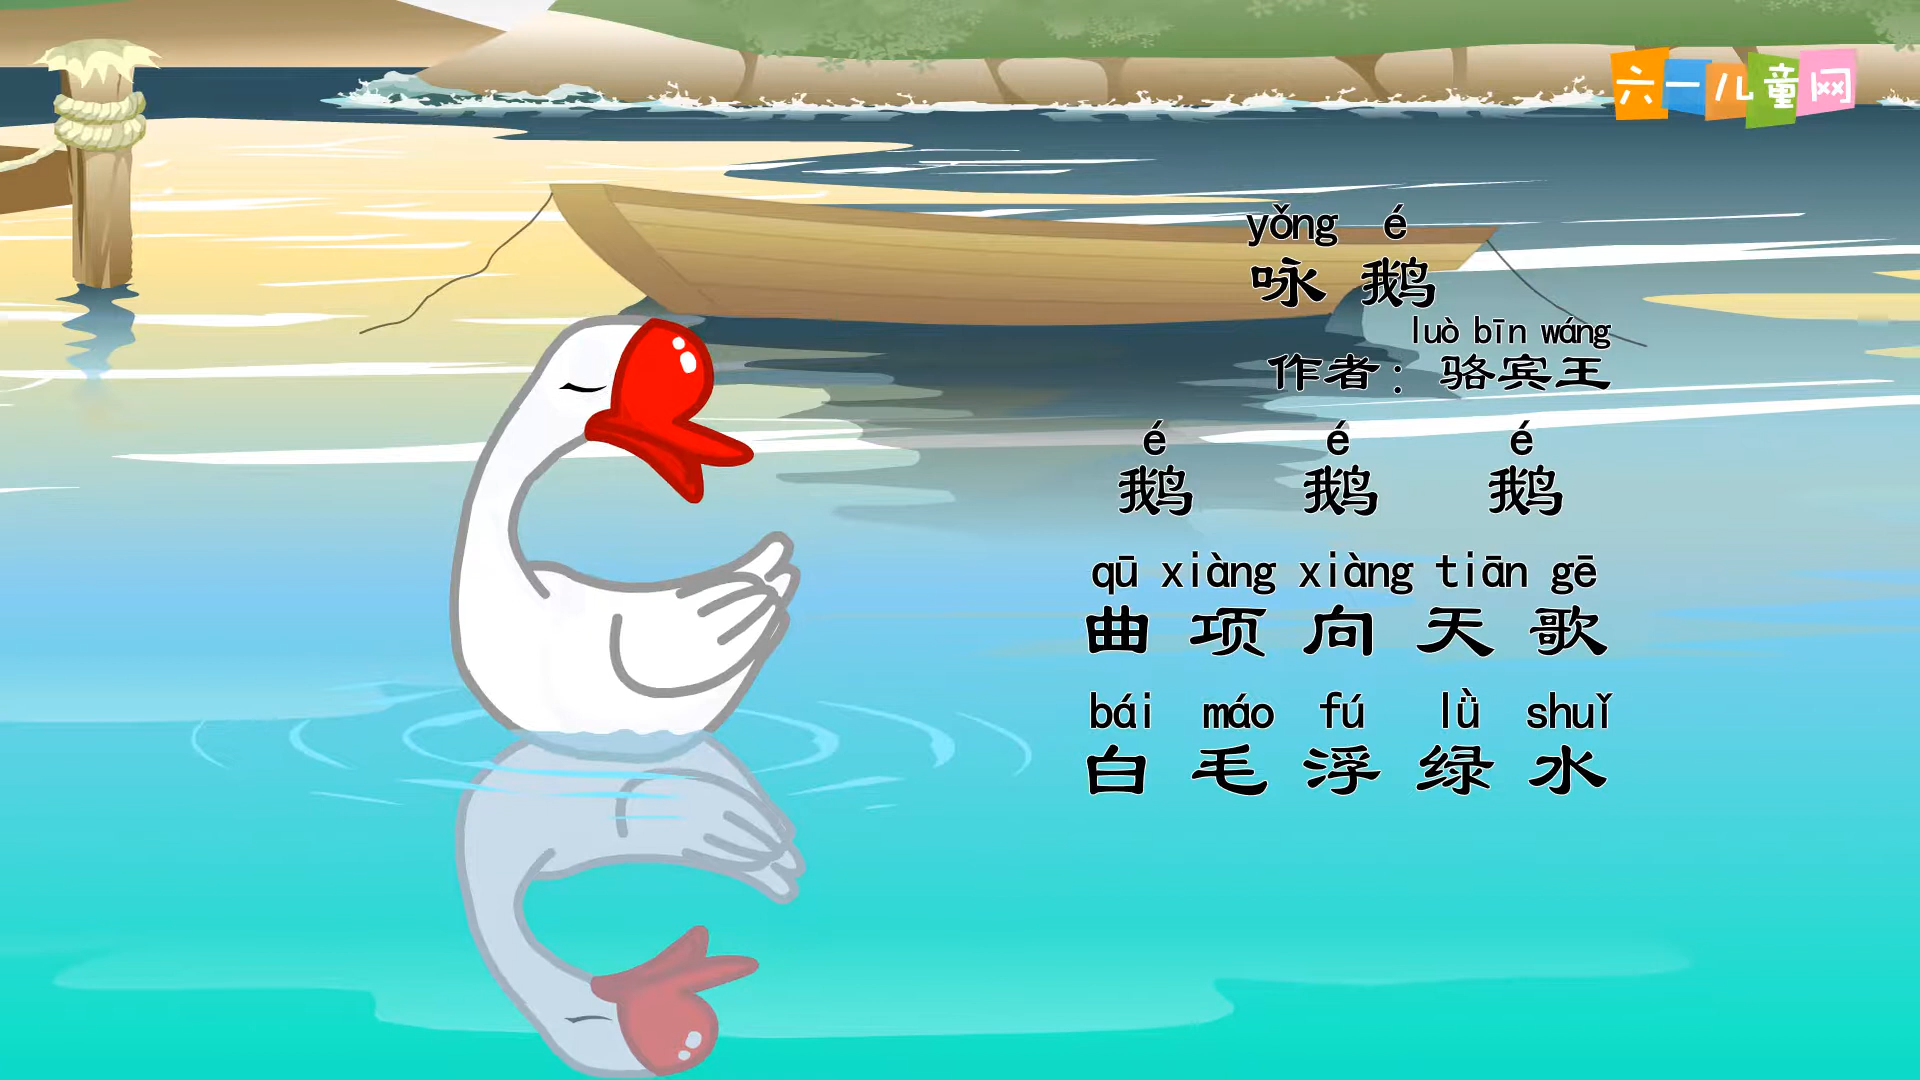 六一儿童网
yǒng é
咏 鹅
luò bīn wáng
作者：骆宾王
é é é
鹅 鹅 鹅
qū xiàng xiàng tiān gē
曲 项 向 天 歌
bái máo fú lǜ shuǐ
白 毛 浮 绿 水